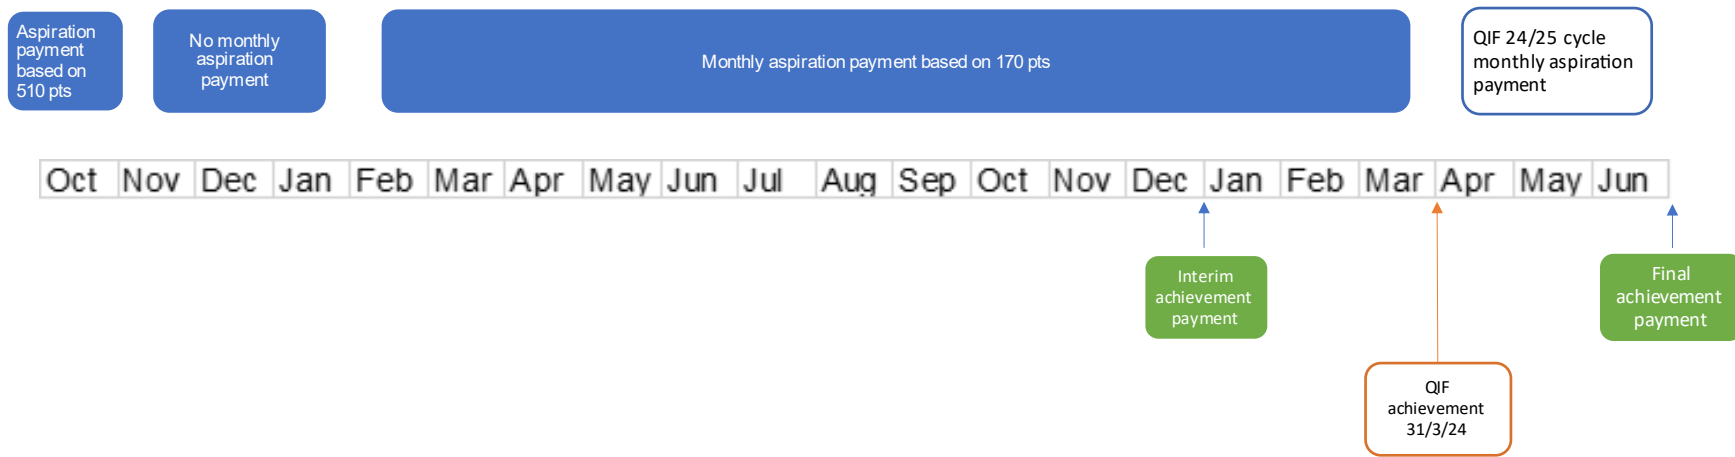 Aspiration
payment
based on
510 pts
No monthly
aspiration
payment
Monthly aspiration payment based on 170 pts
QIF 24/25 cycle
monthly aspiration
payment
Oct Nov Dec Jan Feb Mar Apr May Jun Jul Aug Sep Oct Nov Dec Jan Feb Mar Apr May Jun
Interim
achievement
payment
Final
achievement
payment
QIF
achievement
31/3/24